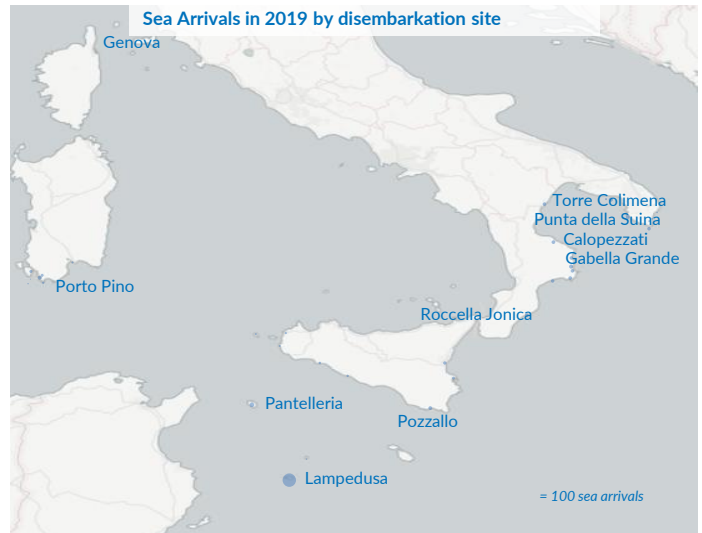 Sea Arrivals in 2019 by disembarkation site
Genova
Torre Colimena
Punta della Suina
Calopezzati
Gabella Grande
Porto Pino
Roccella Jonica
Pantelleria
Pozzallo
Lampedusa
= 100 sea arrivals